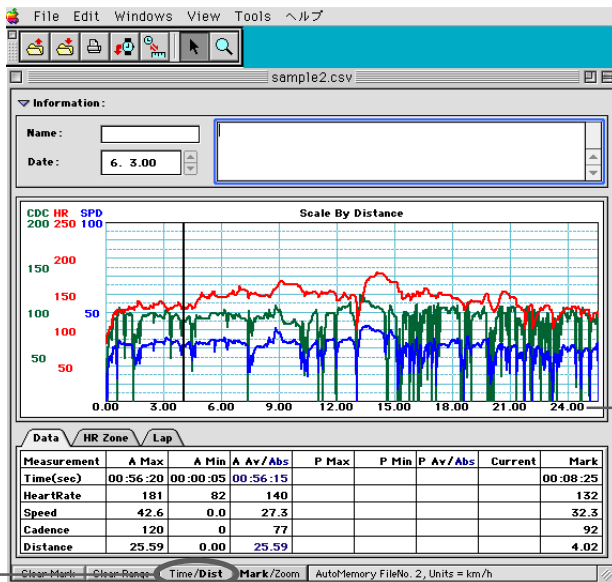 File Edit Windows View Tools ヘルプ
sample2.csv
Information:
Name:
Date: 6. 3.00
CDC HR SPD Scale By Distance
200 250 100
200
150
150
100 50
100
50
50
0.00 3.00 6.00 9.00 12.00 15.00 18.00 21.00 24.00
Data HR Zone Lap
Measurement A Max A Min A Av/Abs P Max P Min P Av/Abs Current Mark
Time(sec) 00:56:20 00:00:05 00:56:15 00:08:25
HeartRate 181 82 140 132
Speed 42.6 0.0 27.3 32.3
Cadence 120 0 77 92
Distance 25.59 0.00 25.59 4.02
Clear Mark Clear Range Time/Dist Mark/Zoom AutoMemory FileNo. 2, Units = km/h